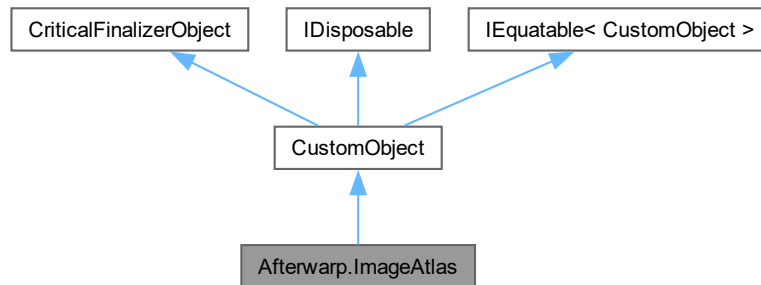 CriticalFinalizerObject
IDisposable
IEquatable< CustomObject >
CustomObject
Afterwarp.ImageAtlas